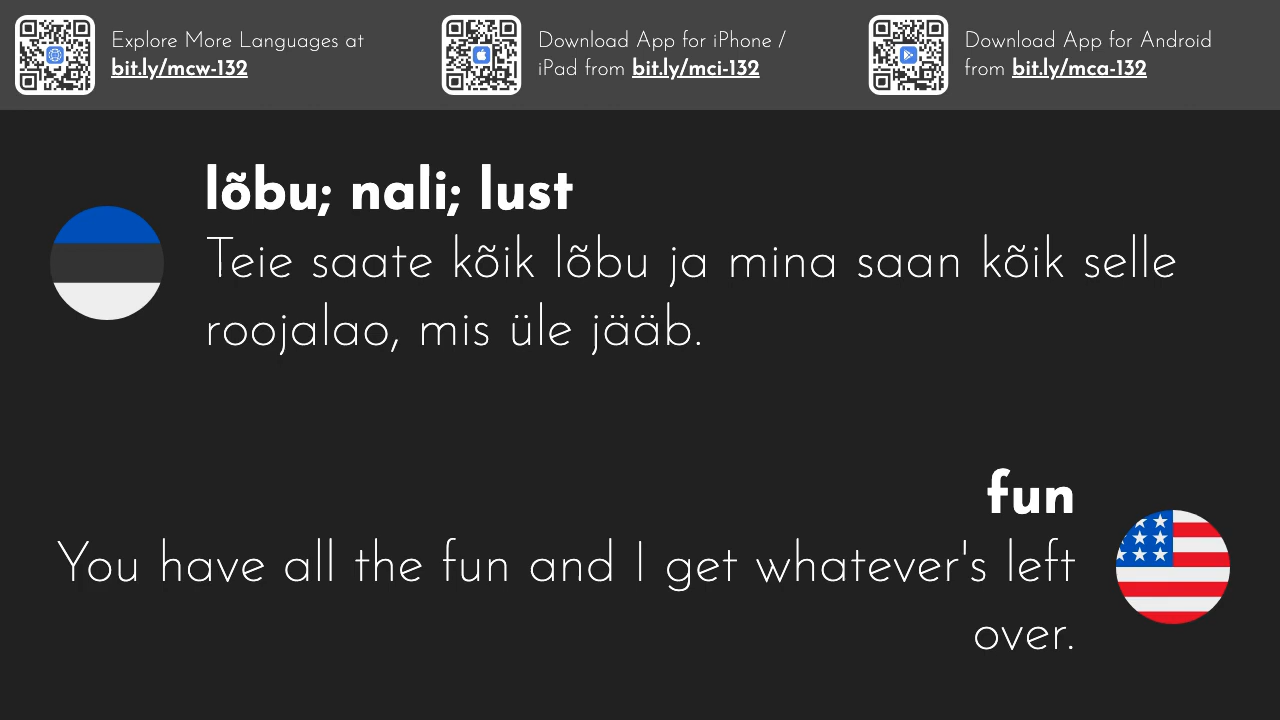 Explore More Languages at
bit.ly/mcw-132
Download App for iPhone /
iPad from bit.ly/mci-132
Download App for Android
from bit.ly/mca-132
lõbu; nali; lust
Teie saate kõik lõbu ja mina saan kõik selle
roojalao, mis üle jääb.
fun
You have all the fun and I get whatever's left
over.